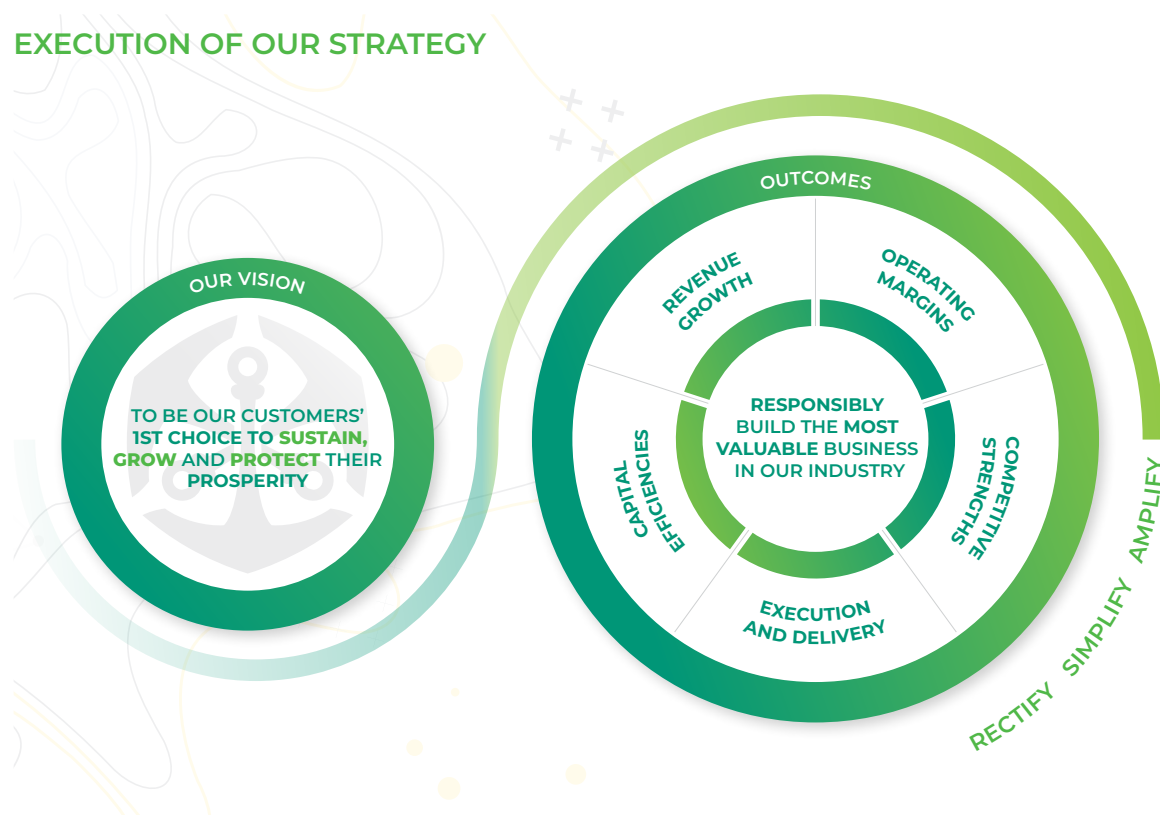 EXECUTION OF OUR STRATEGY
OUR VISION
TO BE OUR CUSTOMERS’
1ST CHOICE TO SUSTAIN,
GROW AND PROTECT THEIR
PROSPERITY
OUTCOMES
REVENUE
GROWTH
OPERATING
MARGINS
COMPETITIVE
STRENGTHS
EXECUTION
AND DELIVERY
CAPITAL
EFFICIENCIES
RESPONSIBLY
BUILD THE MOST
VALUABLE BUSINESS
IN OUR INDUSTRY
RECTIFY SIMPLIFY AMPLIFY